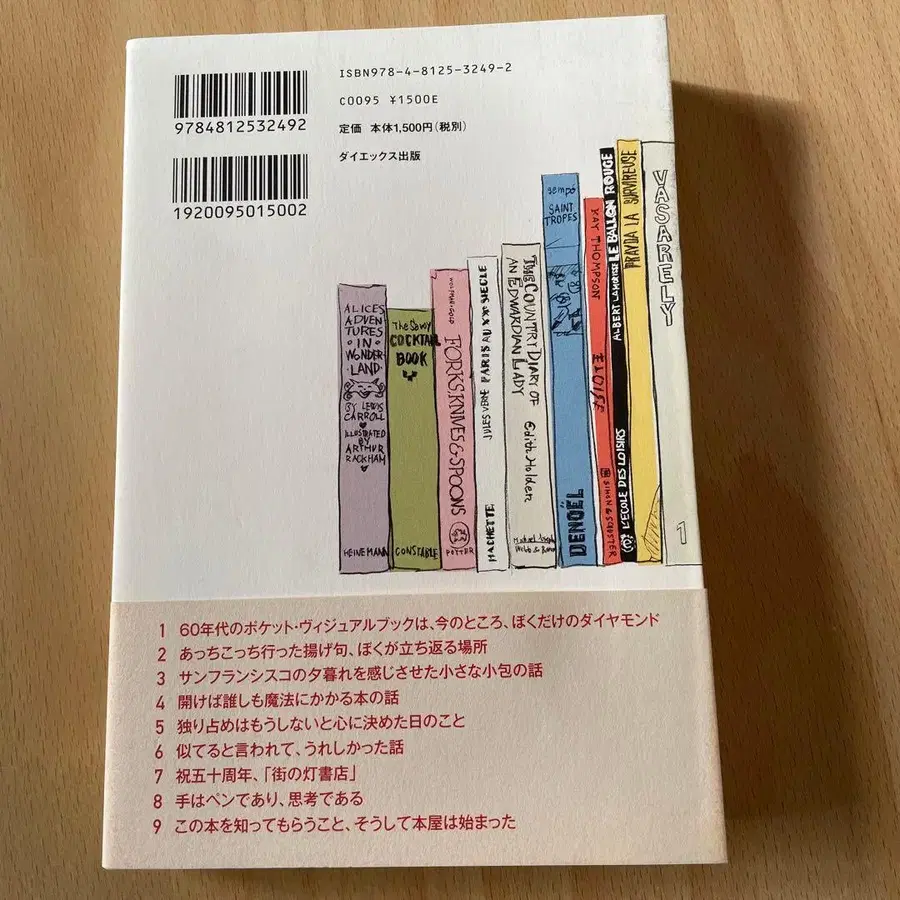 ISBN978-4-8125-3249-2
C0095 ¥1500E
定価 本体1,500円(税別)
ダイエックス出版
9784812532492
1920095015002
ALICES
ADVEN
TURES
IN
WONDER
LAND
BY LEWIS
CARROLL
ILLUSTRATED
BY
ARTHUR
RACKHAM
HEINEMANN
The Savoy
COCKTAIL
BOOK
CONSTABLE
FORKS KNIVES & SPOONS
POTTER
JULES VERNE PARIS AU XXe SIECLE
HACHETTE
THE COUNTRY DIARY OF
AN EDWARDIAN LADY
Edith Holden
sempé
SAINT
TROPES
DENOËL
KAY THOMPSON
ELOISE
SIMON & SCHUSTER
ALBERT LAMORISSE LE BALLON ROUGE
L'ECOLE DES LOISIRS
PRAVDA LA SURVIREUSE
VASARELY
1
1 60年代のポケット・ヴィジュアルブックは、今のところ、ぼくだけのダイヤモンド
2 あっちこっち行った揚げ句、ぼくが立ち返る場所
3 サンフランシスコの夕暮れを感じさせた小さな小包の話
4 開けば誰しも魔法にかかる本の話
5 独り占めはもうしないと心に決めた日のこと
6 似てると言われて、うれしかった話
7 祝五十周年、「街の灯書店」
8 手はペンであり、思考である
9 この本を知ってもらうこと、そうして本屋は始まった